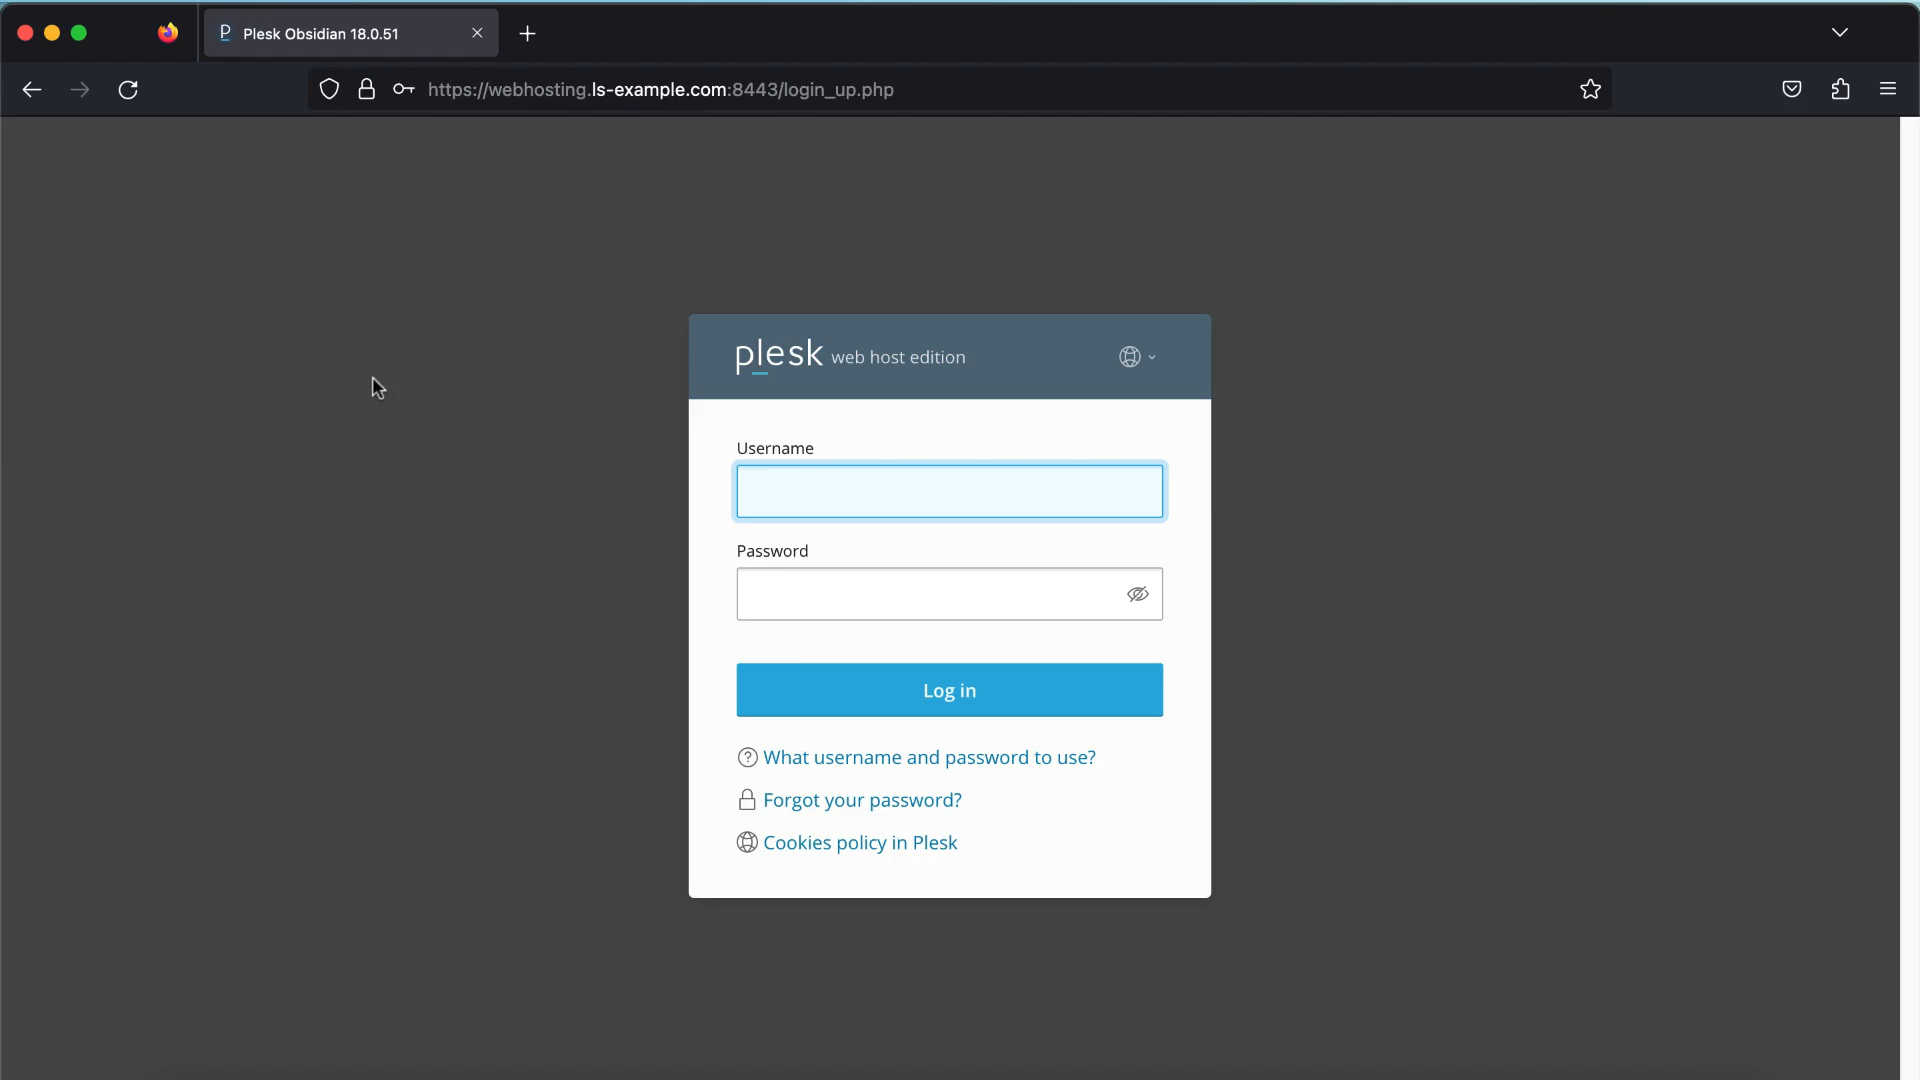 Plesk Obsidian 18.0.51
https://webhosting.ls-example.com:8443/login_up.php
plesk web host edition
Username
Password
Log in
What username and password to use?
Forgot your password?
Cookies policy in Plesk